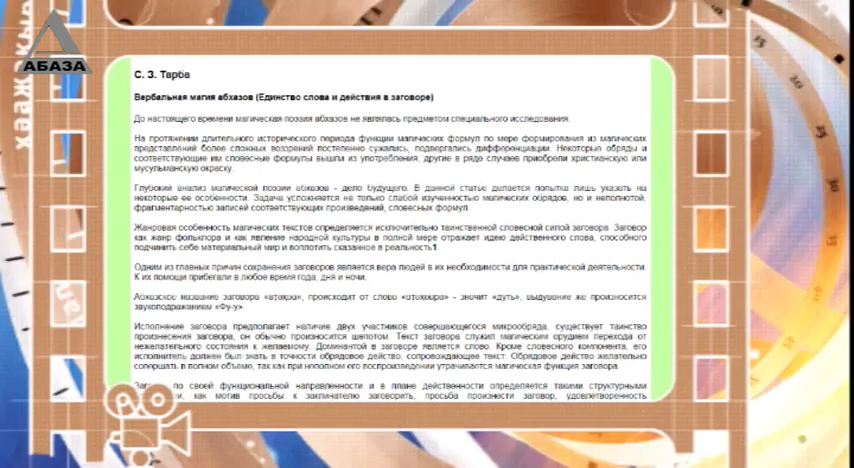 АБАЗА
С. З. Тарба
Вербальная магия абхазов (Единство слова и действия в заговоре)
До настоящего времени магическая поэзия абхазов не являлась предметом специального исследования.
На протяжении длительного исторического периода функции магических формул по мере формирования из магических
представлений более сложных воззрений постепенно сужались, подвергались дифференциации. Некоторые обряды и
соответствующие им словесные формулы вышли из употребления, другие в ряде случаев приобрели христианскую или
мусульманскую окраску.
Глубокий анализ магической поэзии абхазов - дело будущего. В данной статье делается попытка лишь указать на
некоторые ее особенности. Задача усложняется не только слабой изученностью магических обрядов, но и неполнотой,
фрагментарностью записей соответствующих произведений, словесных формул.
Жанровая особенность магических текстов определяется исключительно таинственной словесной силой заговора. Заговор
как жанр фольклора и как явление народной культуры в полной мере отражает идею действенного слова, способного
подчинить себе материальный мир и воплотить сказанное в реальность1.
Одним из главных причин сохранения заговоров является вера людей в их необходимости для практической деятельности.
К их помощи прибегали в любое время года, дня и ночи.
Абхазское название заговора происходит от слова - значит «дуть», выдувание же произносится
звукоподражанием «Фу-у».
Исполнение заговора предполагает наличие двух участников совершающегося микрообряда, существует таинство
произнесения заговора, он обычно произносится шепотом. Текст заговора служил магическим орудием перехода от
нежелательного состояния к желаемому. Доминантой в заговоре является слово. Кроме словесного компонента, его
исполнитель должен был знать в точности обрядовое действо, сопровождающее текст. Обрядовое действо желательно
совершать в полном объеме, так как при неполном его воспроизведении утрачивается магическая функция заговора.
по своей функциональной направленности и в плане действенности определяется такими структурными
как мотив просьбы к заклинателю заговорить, просьба произнести заговор, удовлетворенность